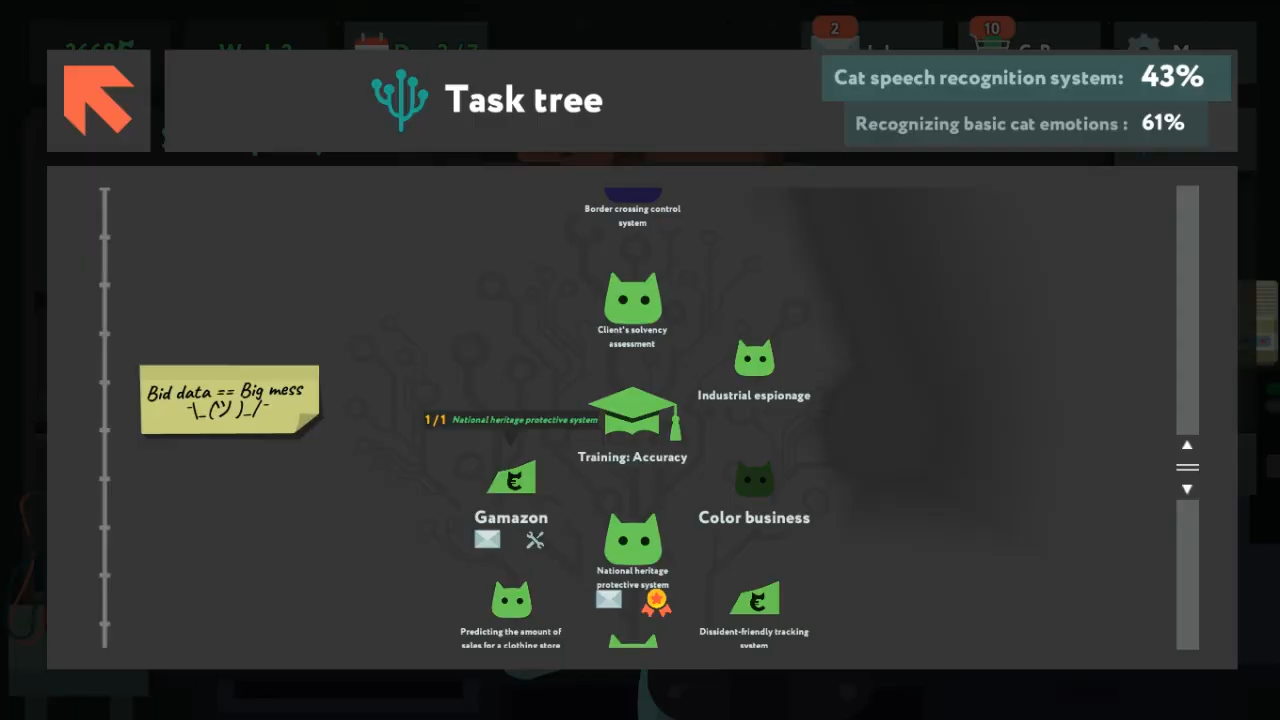 2
10
Task tree
Cat speech recognition system: 43%
Recognizing basic cat emotions : 61%
Border crossing control
system
Client's solvency
assessment
Industrial espionage
Bid data == Big mess
¯\_(ツ)_/¯
1/1 National heritage protective system
Training: Accuracy
Gamazon
Color business
National heritage
protective system
Predicting the amount of
sales for a clothing store
Dissident-friendly tracking
system